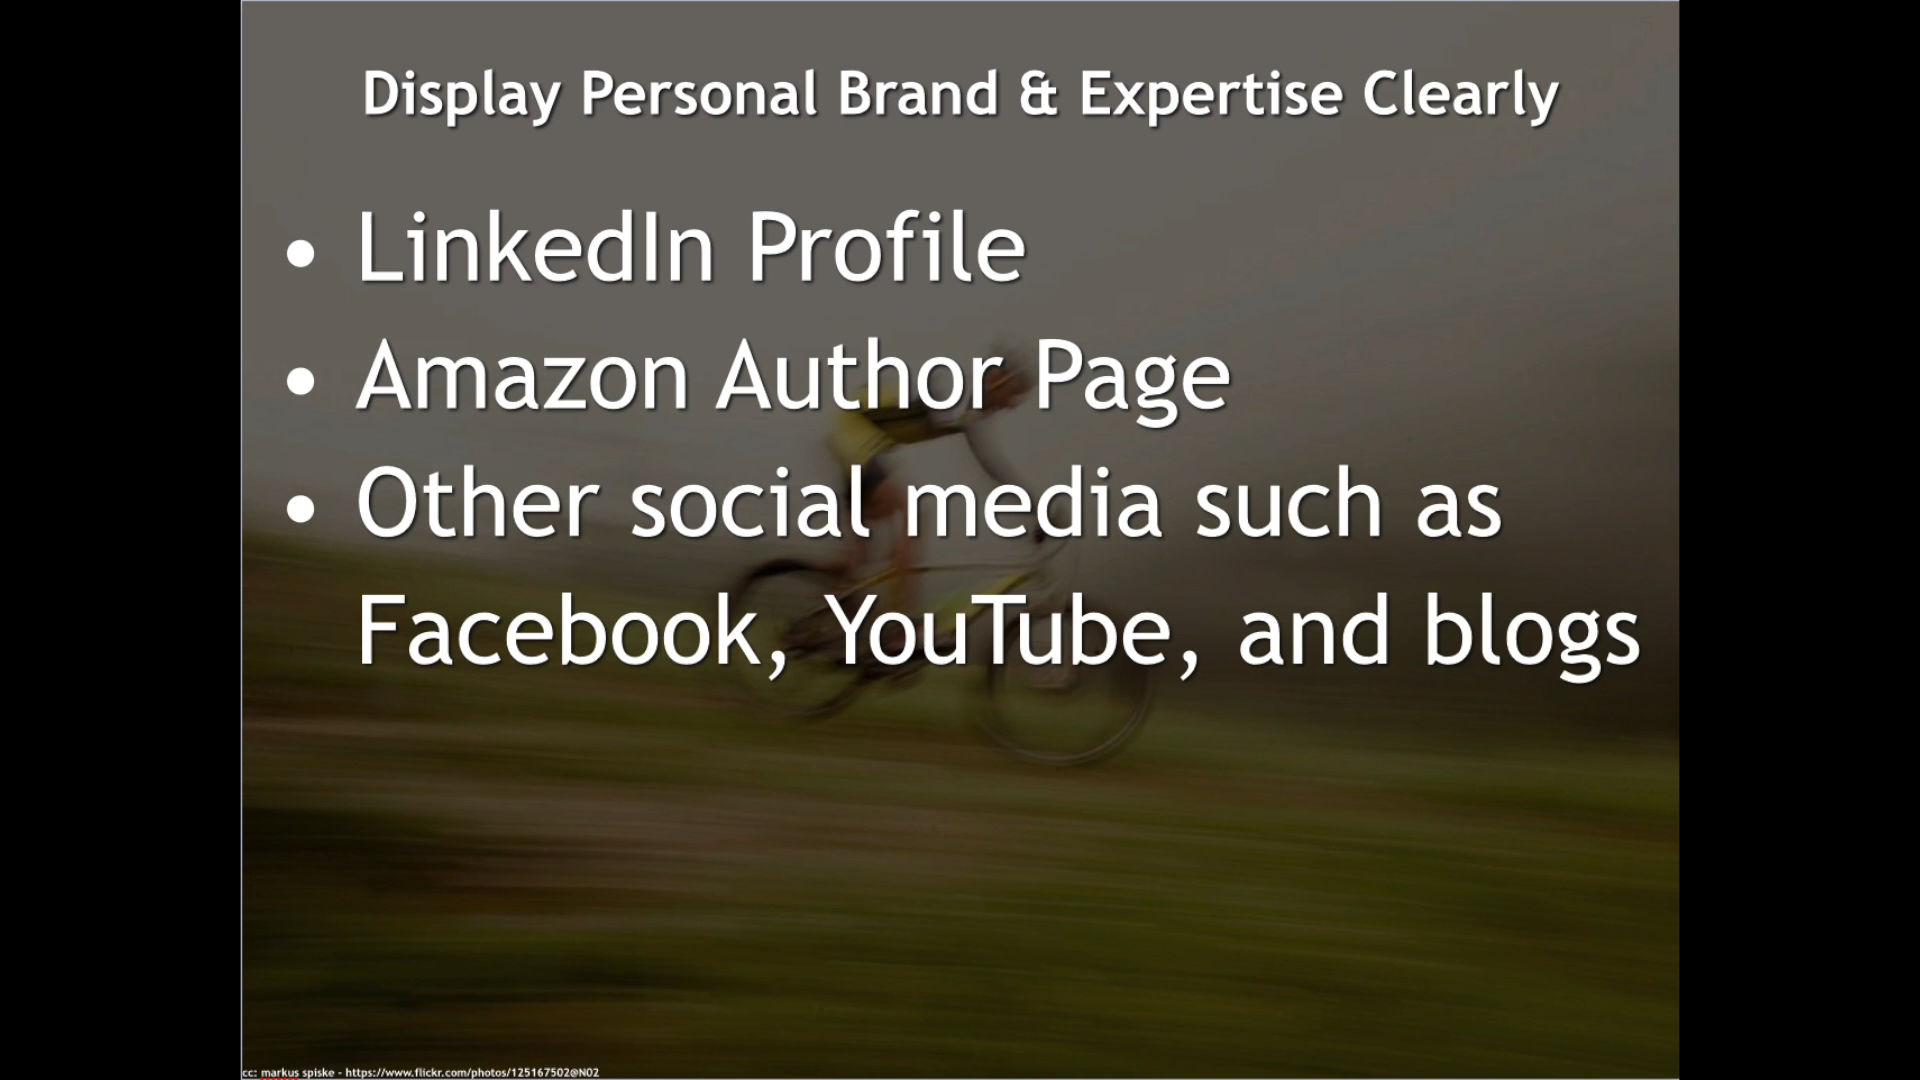 Display Personal Brand & Expertise Clearly
• LinkedIn Profile
• Amazon Author Page
• Other social media such as
Facebook, YouTube, and blogs
cc: markus spiske - https://www.flickr.com/photos/125167502@N02